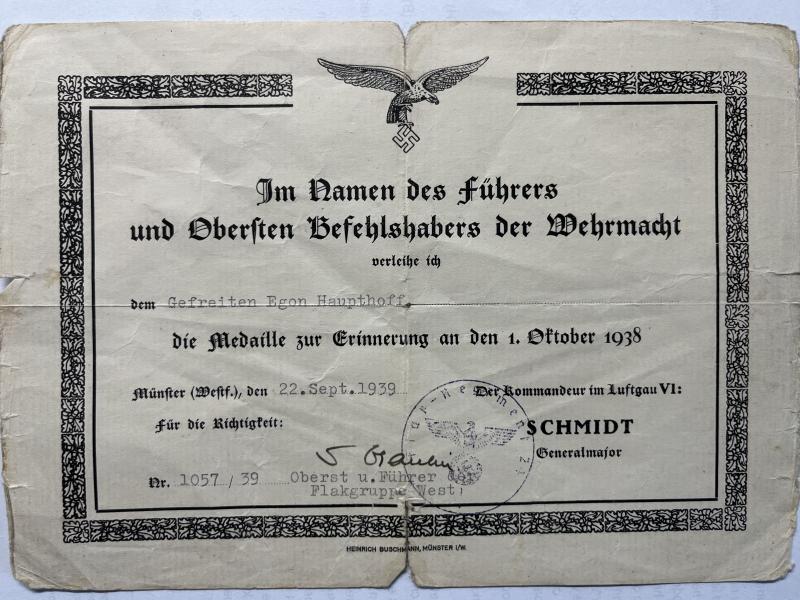 Im Namen des Führers
und Obersten Befehlshabers der Wehrmacht
verleihe ich
dem Gefreiten Egon Haupthoff.
die Medaille zur Erinnerung an den 1. Oktober 1938
Münster (Westf.), den 22.Sept.1939 Der Kommandeur im Luftgau VI:
Für die Richtigkeit: SCHMIDT
Generalmajor
Nr. 1057/39 Oberst u.Führer der
Flakgruppe West
HEINRICH BUSCHMANN, MÜNSTER I/W.